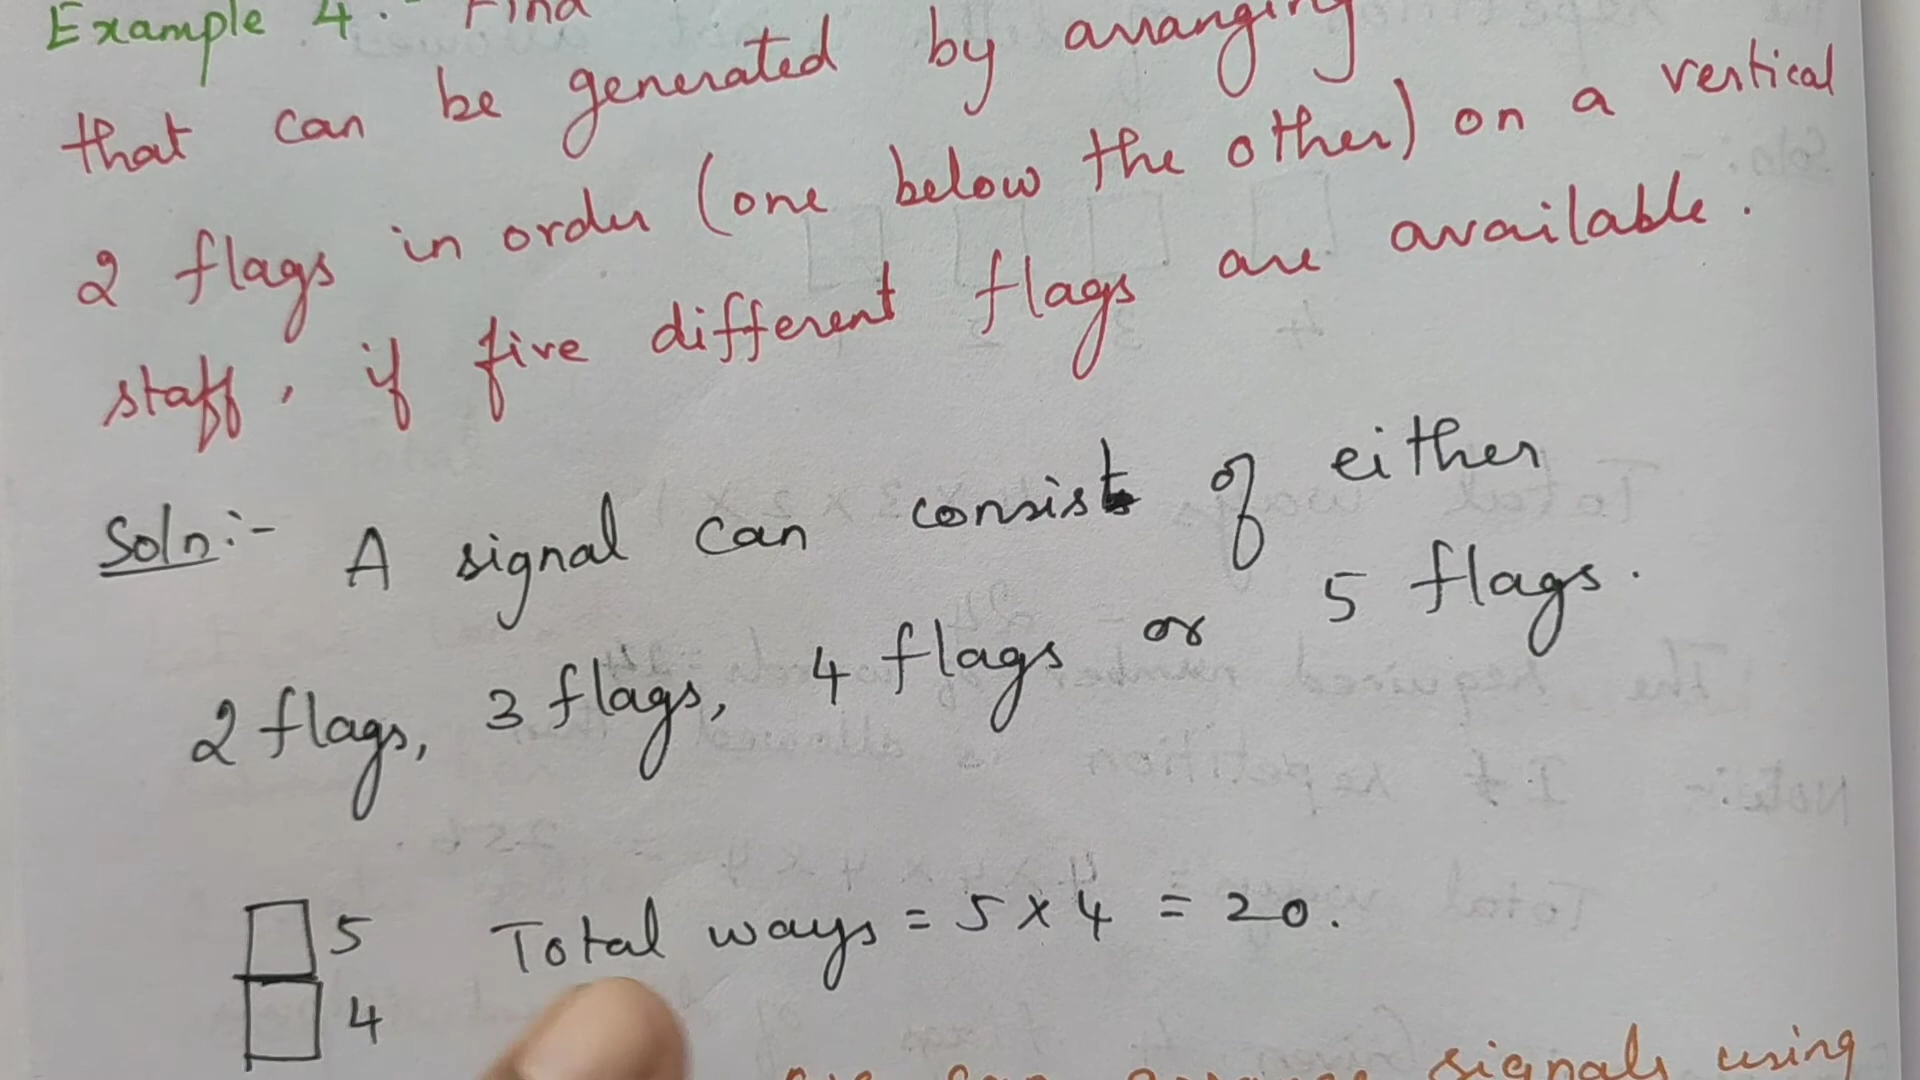 Example 4:- Find
that can be generated by arranging
2 flags in order (one below the other) on a vertical
staff, if five different flags are available.
Soln:- A signal can consist of either
2 flags, 3 flags, 4 flags or 5 flags.
5 Total ways = 5 x 4 = 20.
4
signals using